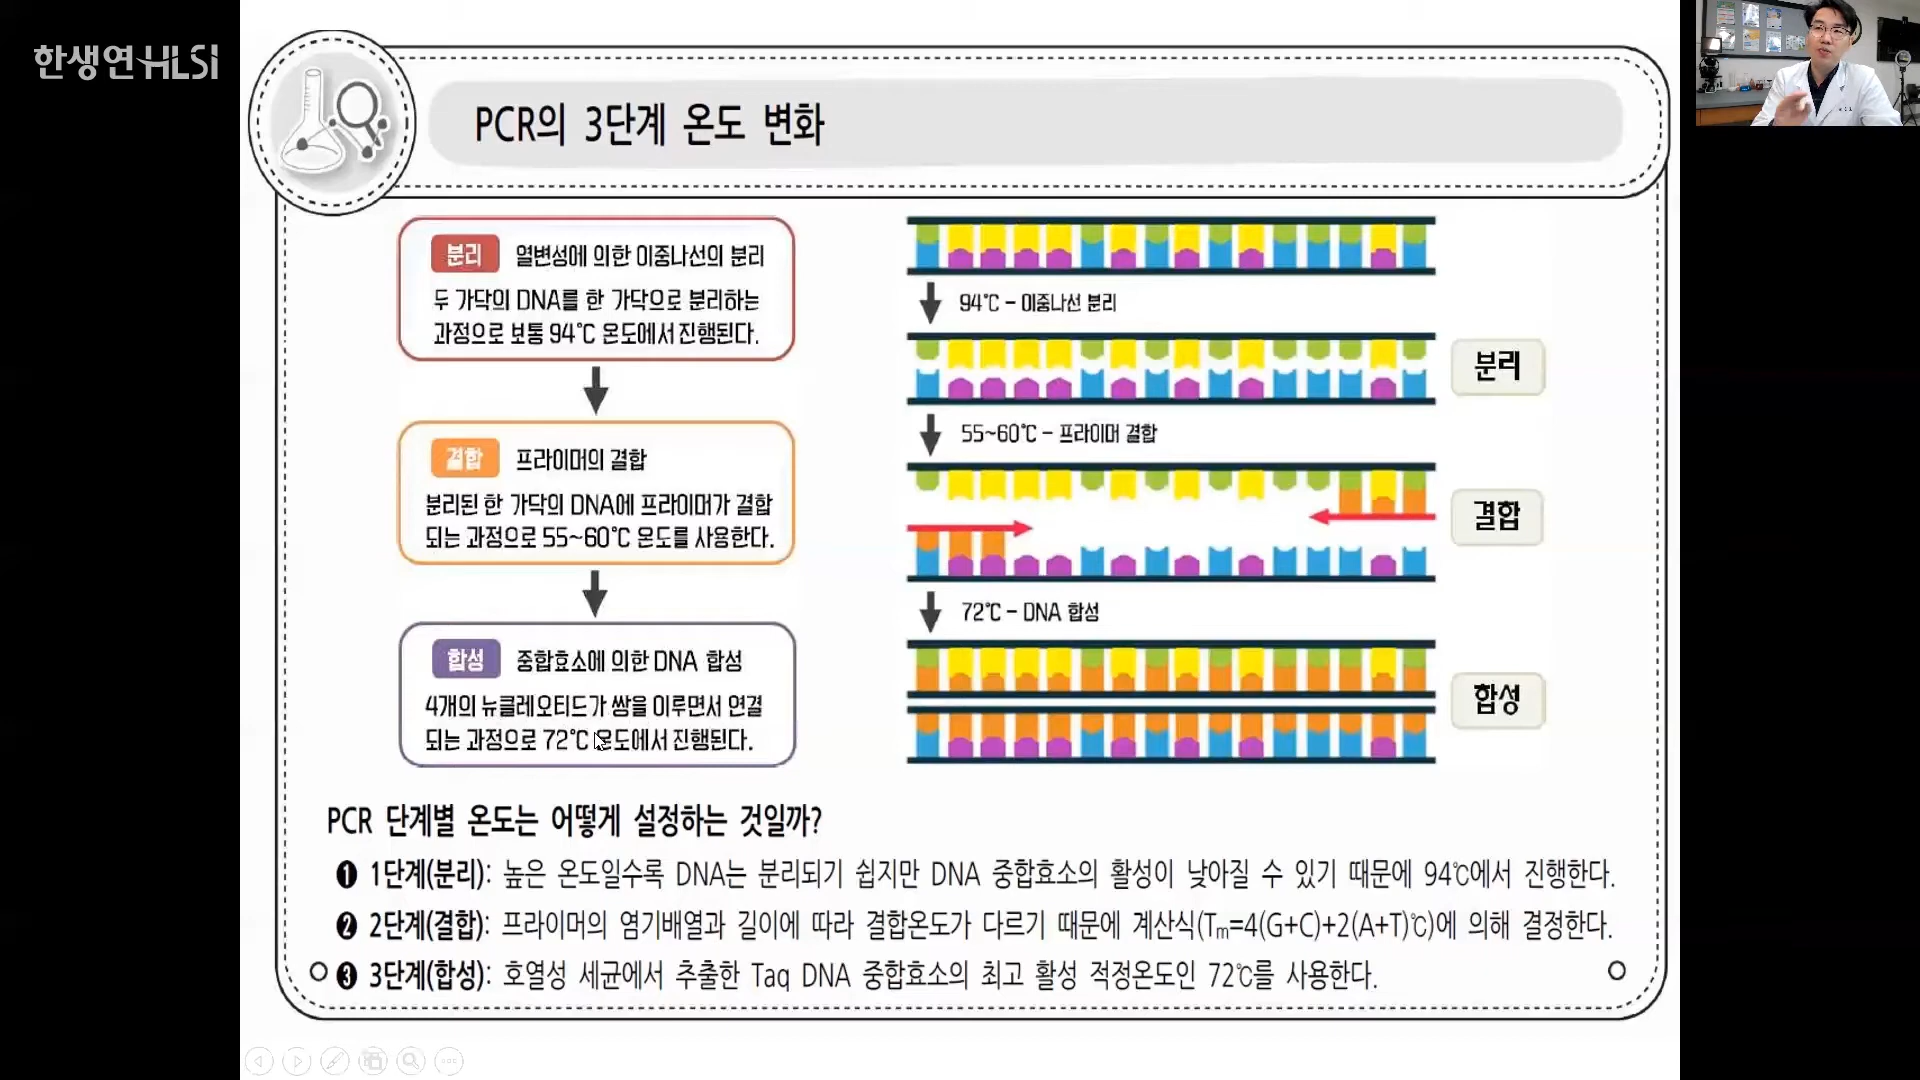 한생연 HLSI
PCR의 3단계 온도 변화
분리 열변성에 의한 이중나선의 분리
두 가닥의 DNA를 한 가닥으로 분리하는
과정으로 보통 94℃ 온도에서 진행된다.
결합 프라이머의 결합
분리된 한 가닥의 DNA에 프라이머가 결합
되는 과정으로 55~60℃ 온도를 사용한다.
합성 중합효소에 의한 DNA 합성
4개의 뉴클레오티드가 쌍을 이루면서 연결
되는 과정으로 72℃ 온도에서 진행된다.
94℃ - 이중나선 분리
분리
55~60℃ - 프라이머 결합
결합
72℃ - DNA 합성
합성
PCR 단계별 온도는 어떻게 설정하는 것일까?
❶ 1단계(분리): 높은 온도일수록 DNA는 분리되기 쉽지만 DNA 중합효소의 활성이 낮아질 수 있기 때문에 94℃에서 진행한다.
❷ 2단계(결합): 프라이머의 염기배열과 길이에 따라 결합온도가 다르기 때문에 계산식(Tm=4(G+C)+2(A+T)℃)에 의해 결정한다.
❸ 3단계(합성): 호열성 세균에서 추출한 Taq DNA 중합효소의 최고 활성 적정온도인 72℃를 사용한다.